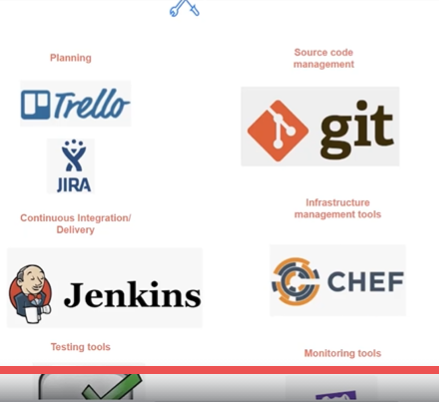 Planning
Trello
JIRA
Source code
management
git
Continuous Integration/
Delivery
Jenkins
Infrastructure
management tools
CHEF
Testing tools
Monitoring tools